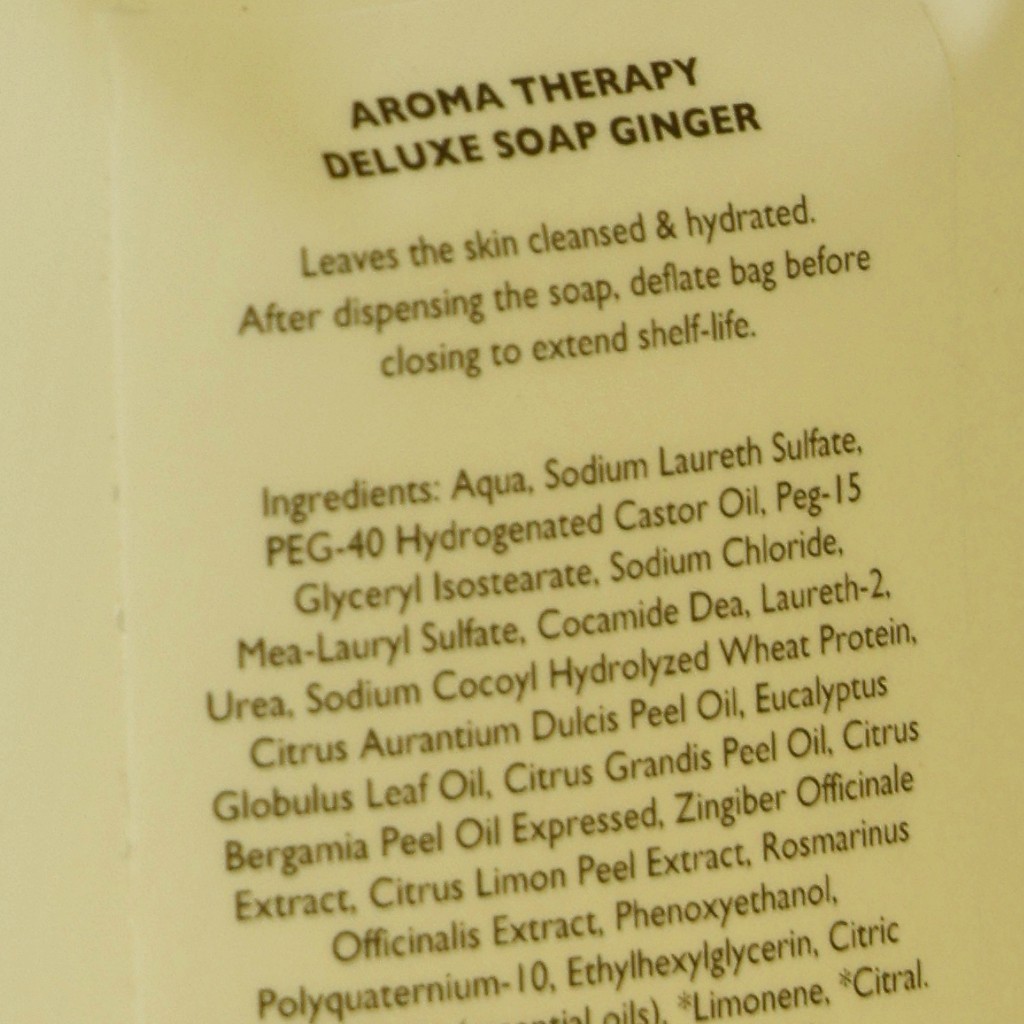 AROMA THERAPY
DELUXE SOAP GINGER
Leaves the skin cleansed & hydrated.
After dispensing the soap, deflate bag before
closing to extend shelf-life.
Ingredients: Aqua, Sodium Laureth Sulfate,
PEG-40 Hydrogenated Castor Oil, Peg-15
Glyceryl Isostearate, Sodium Chloride,
Mea-Lauryl Sulfate, Cocamide Dea, Laureth-2,
Urea, Sodium Cocoyl Hydrolyzed Wheat Protein,
Citrus Aurantium Dulcis Peel Oil, Eucalyptus
Globulus Leaf Oil, Citrus Grandis Peel Oil, Citrus
Bergamia Peel Oil Expressed, Zingiber Officinale
Extract, Citrus Limon Peel Extract, Rosmarinus
Officinalis Extract, Phenoxyethanol,
Polyquaternium-10, Ethylhexylglycerin, Citric
oils), *Limonene, *Citral.